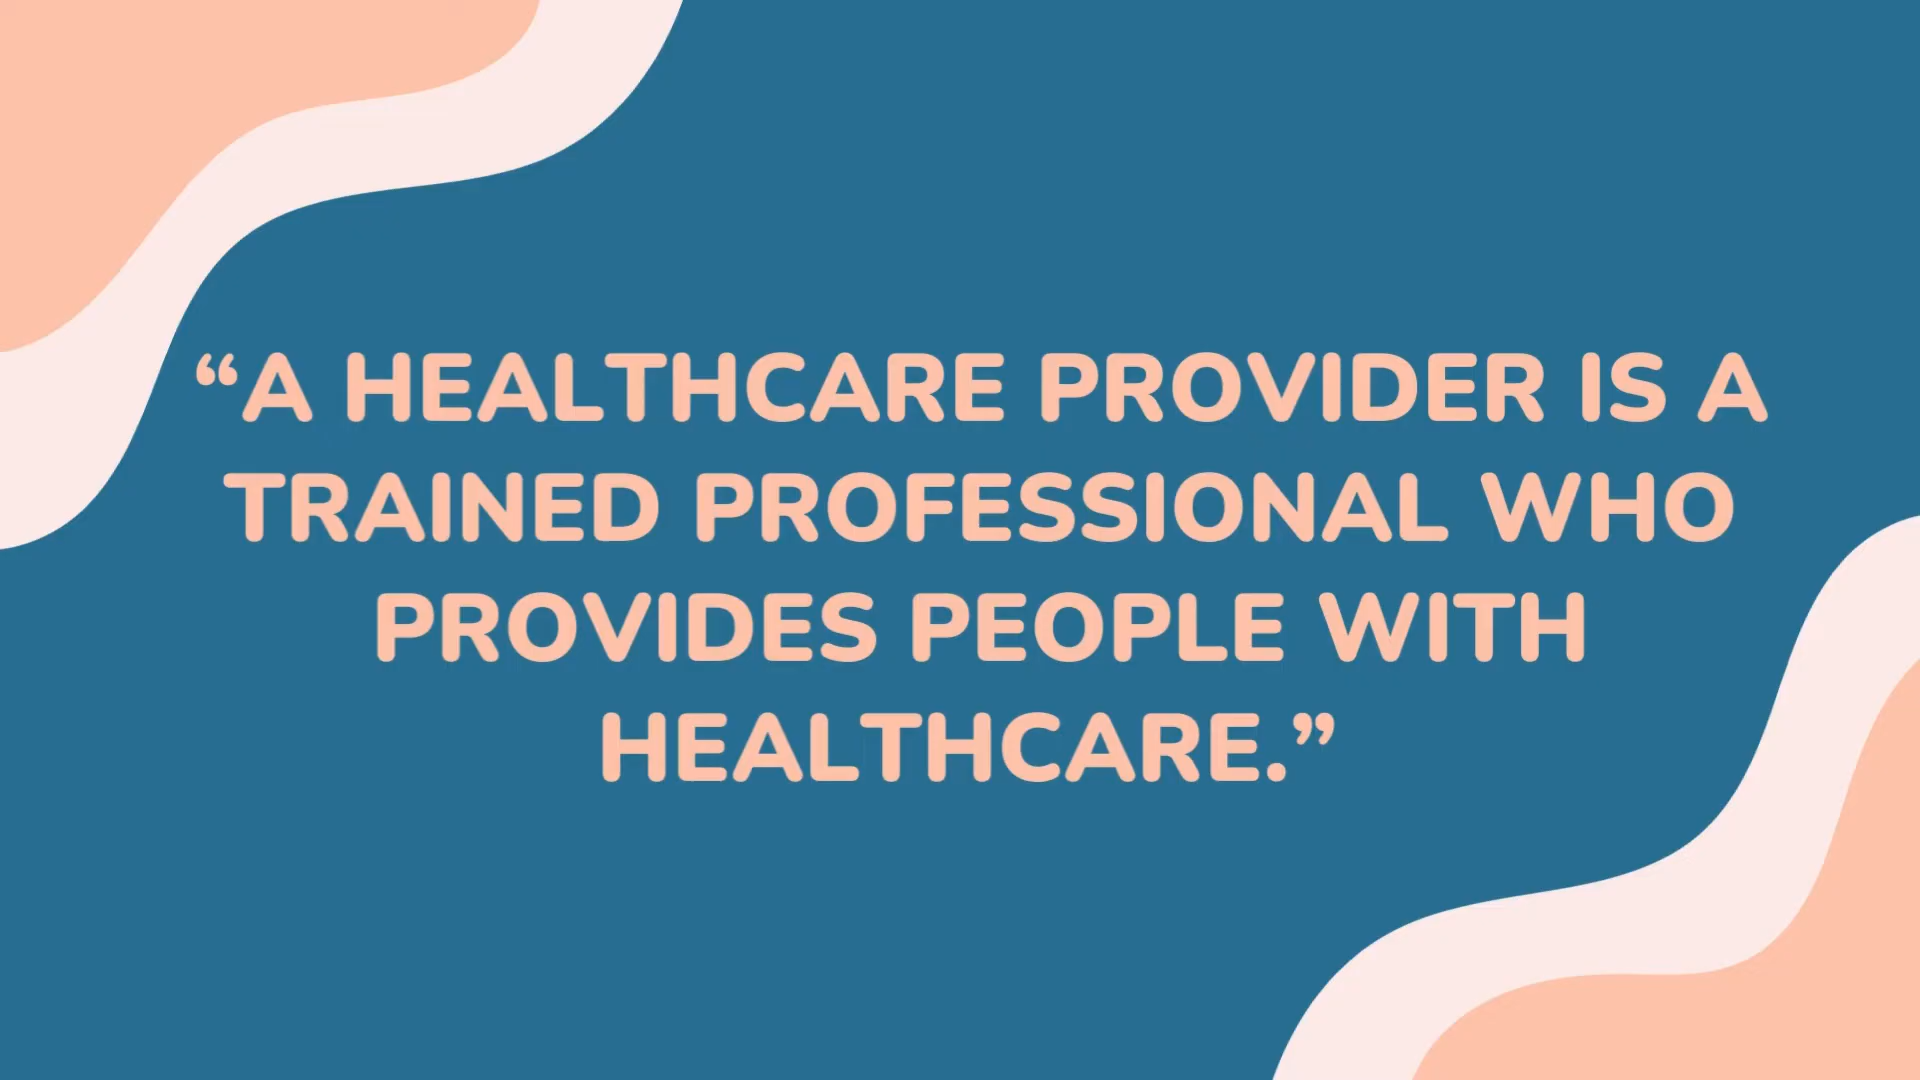 “A HEALTHCARE PROVIDER IS A
TRAINED PROFESSIONAL WHO
PROVIDES PEOPLE WITH
HEALTHCARE.”